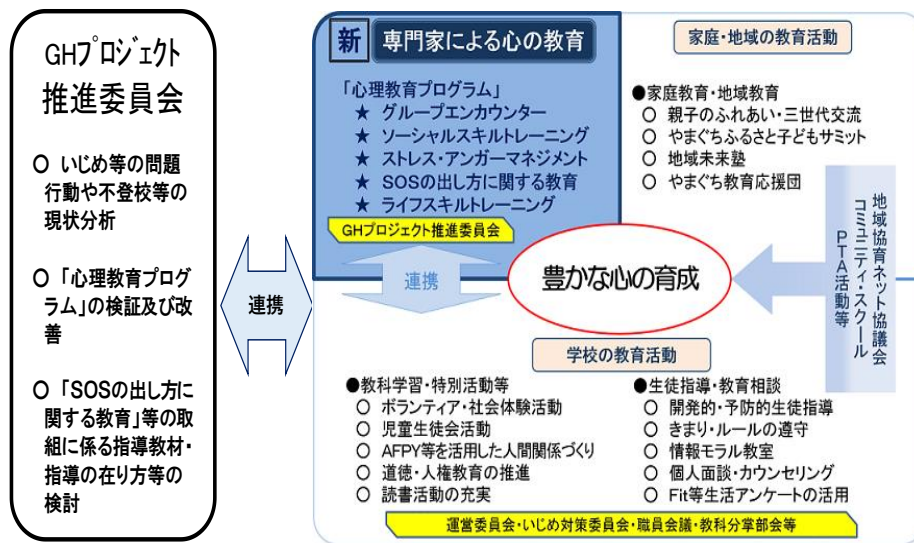 GHプロジェクト
推進委員会
○ いじめ等の問題
行動や不登校等の
現状分析
○ 「心理教育プログ
ラム」の検証及び改
善
○ 「SOSの出し方に
関する教育」等の取
組に係る指導教材・
指導の在り方等の
検討
連携
新 専門家による心の教育
「心理教育プログラム」
★ グループエンカウンター
★ ソーシャルスキルトレーニング
★ ストレス・アンガーマネジメント
★ SOSの出し方に関する教育
★ ライフスキルトレーニング
GHプロジェクト推進委員会
連携
家庭・地域の教育活動
●家庭教育・地域教育
○ 親子のふれあい・三世代交流
○ やまぐちふるさと子どもサミット
○ 地域未来塾
○ やまぐち教育応援団
地域協育ネット協議会
コミュニティ・スクール
PTA活動等
豊かな心の育成
学校の教育活動
●教科学習・特別活動等
○ ボランティア・社会体験活動
○ 児童生徒会活動
○ AFPY等を活用した人間関係づくり
○ 道徳・人権教育の推進
○ 読書活動の充実
●生徒指導・教育相談
○ 開発的・予防的生徒指導
○ きまり・ルールの遵守
○ 情報モラル教室
○ 個人面談・カウンセリング
○ Fit等生活アンケートの活用
運営委員会・いじめ対策委員会・職員会議・教科分掌部会等